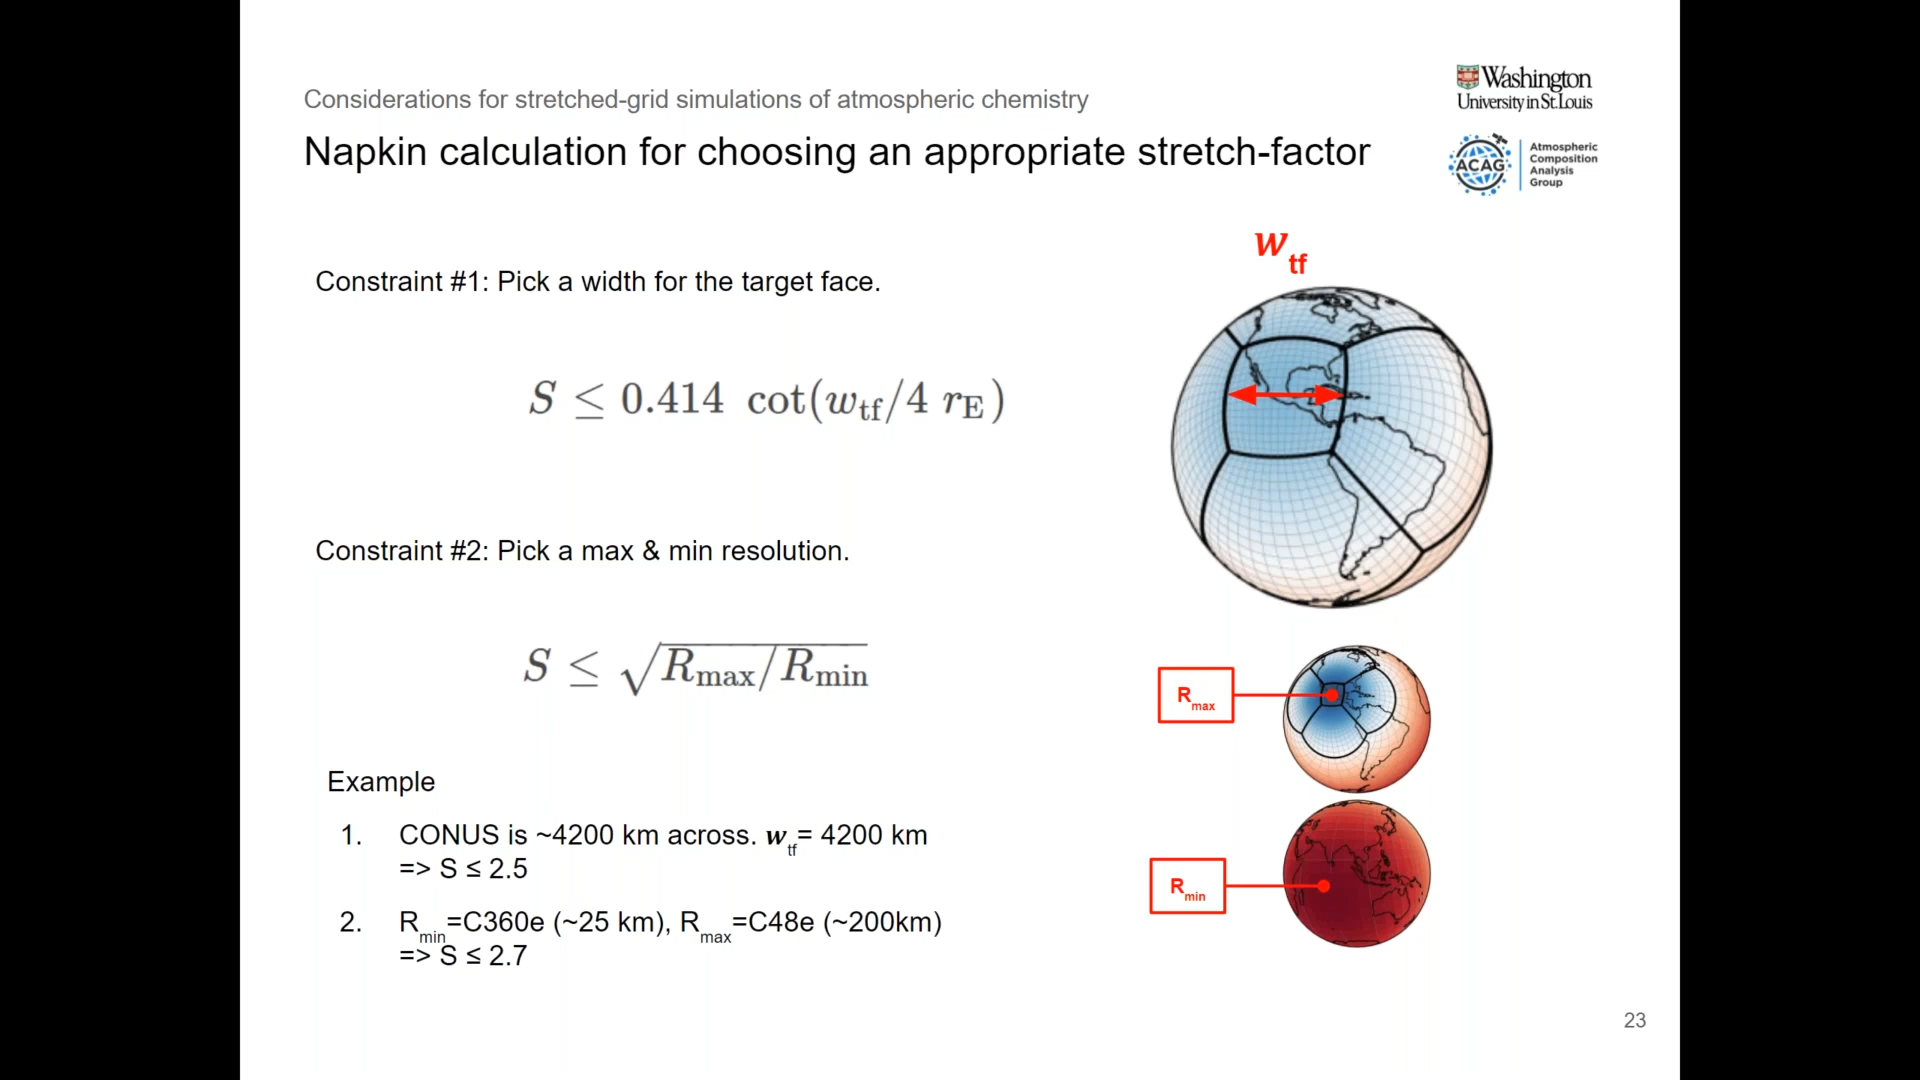 Considerations for stretched-grid simulations of atmospheric chemistry
Napkin calculation for choosing an appropriate stretch-factor
Washington
University in St. Louis
ACAG
Atmospheric
Composition
Analysis
Group
w_tf
Constraint #1: Pick a width for the target face.
S ≤ 0.414 cot(w_tf/4 r_E)
Constraint #2: Pick a max & min resolution.
S ≤ √(R_max/R_min)
R_max
R_min
Example
1. CONUS is ~4200 km across. w_tf= 4200 km
=> S ≤ 2.5
2. R_min=C360e (~25 km), R_max=C48e (~200km)
=> S ≤ 2.7
23